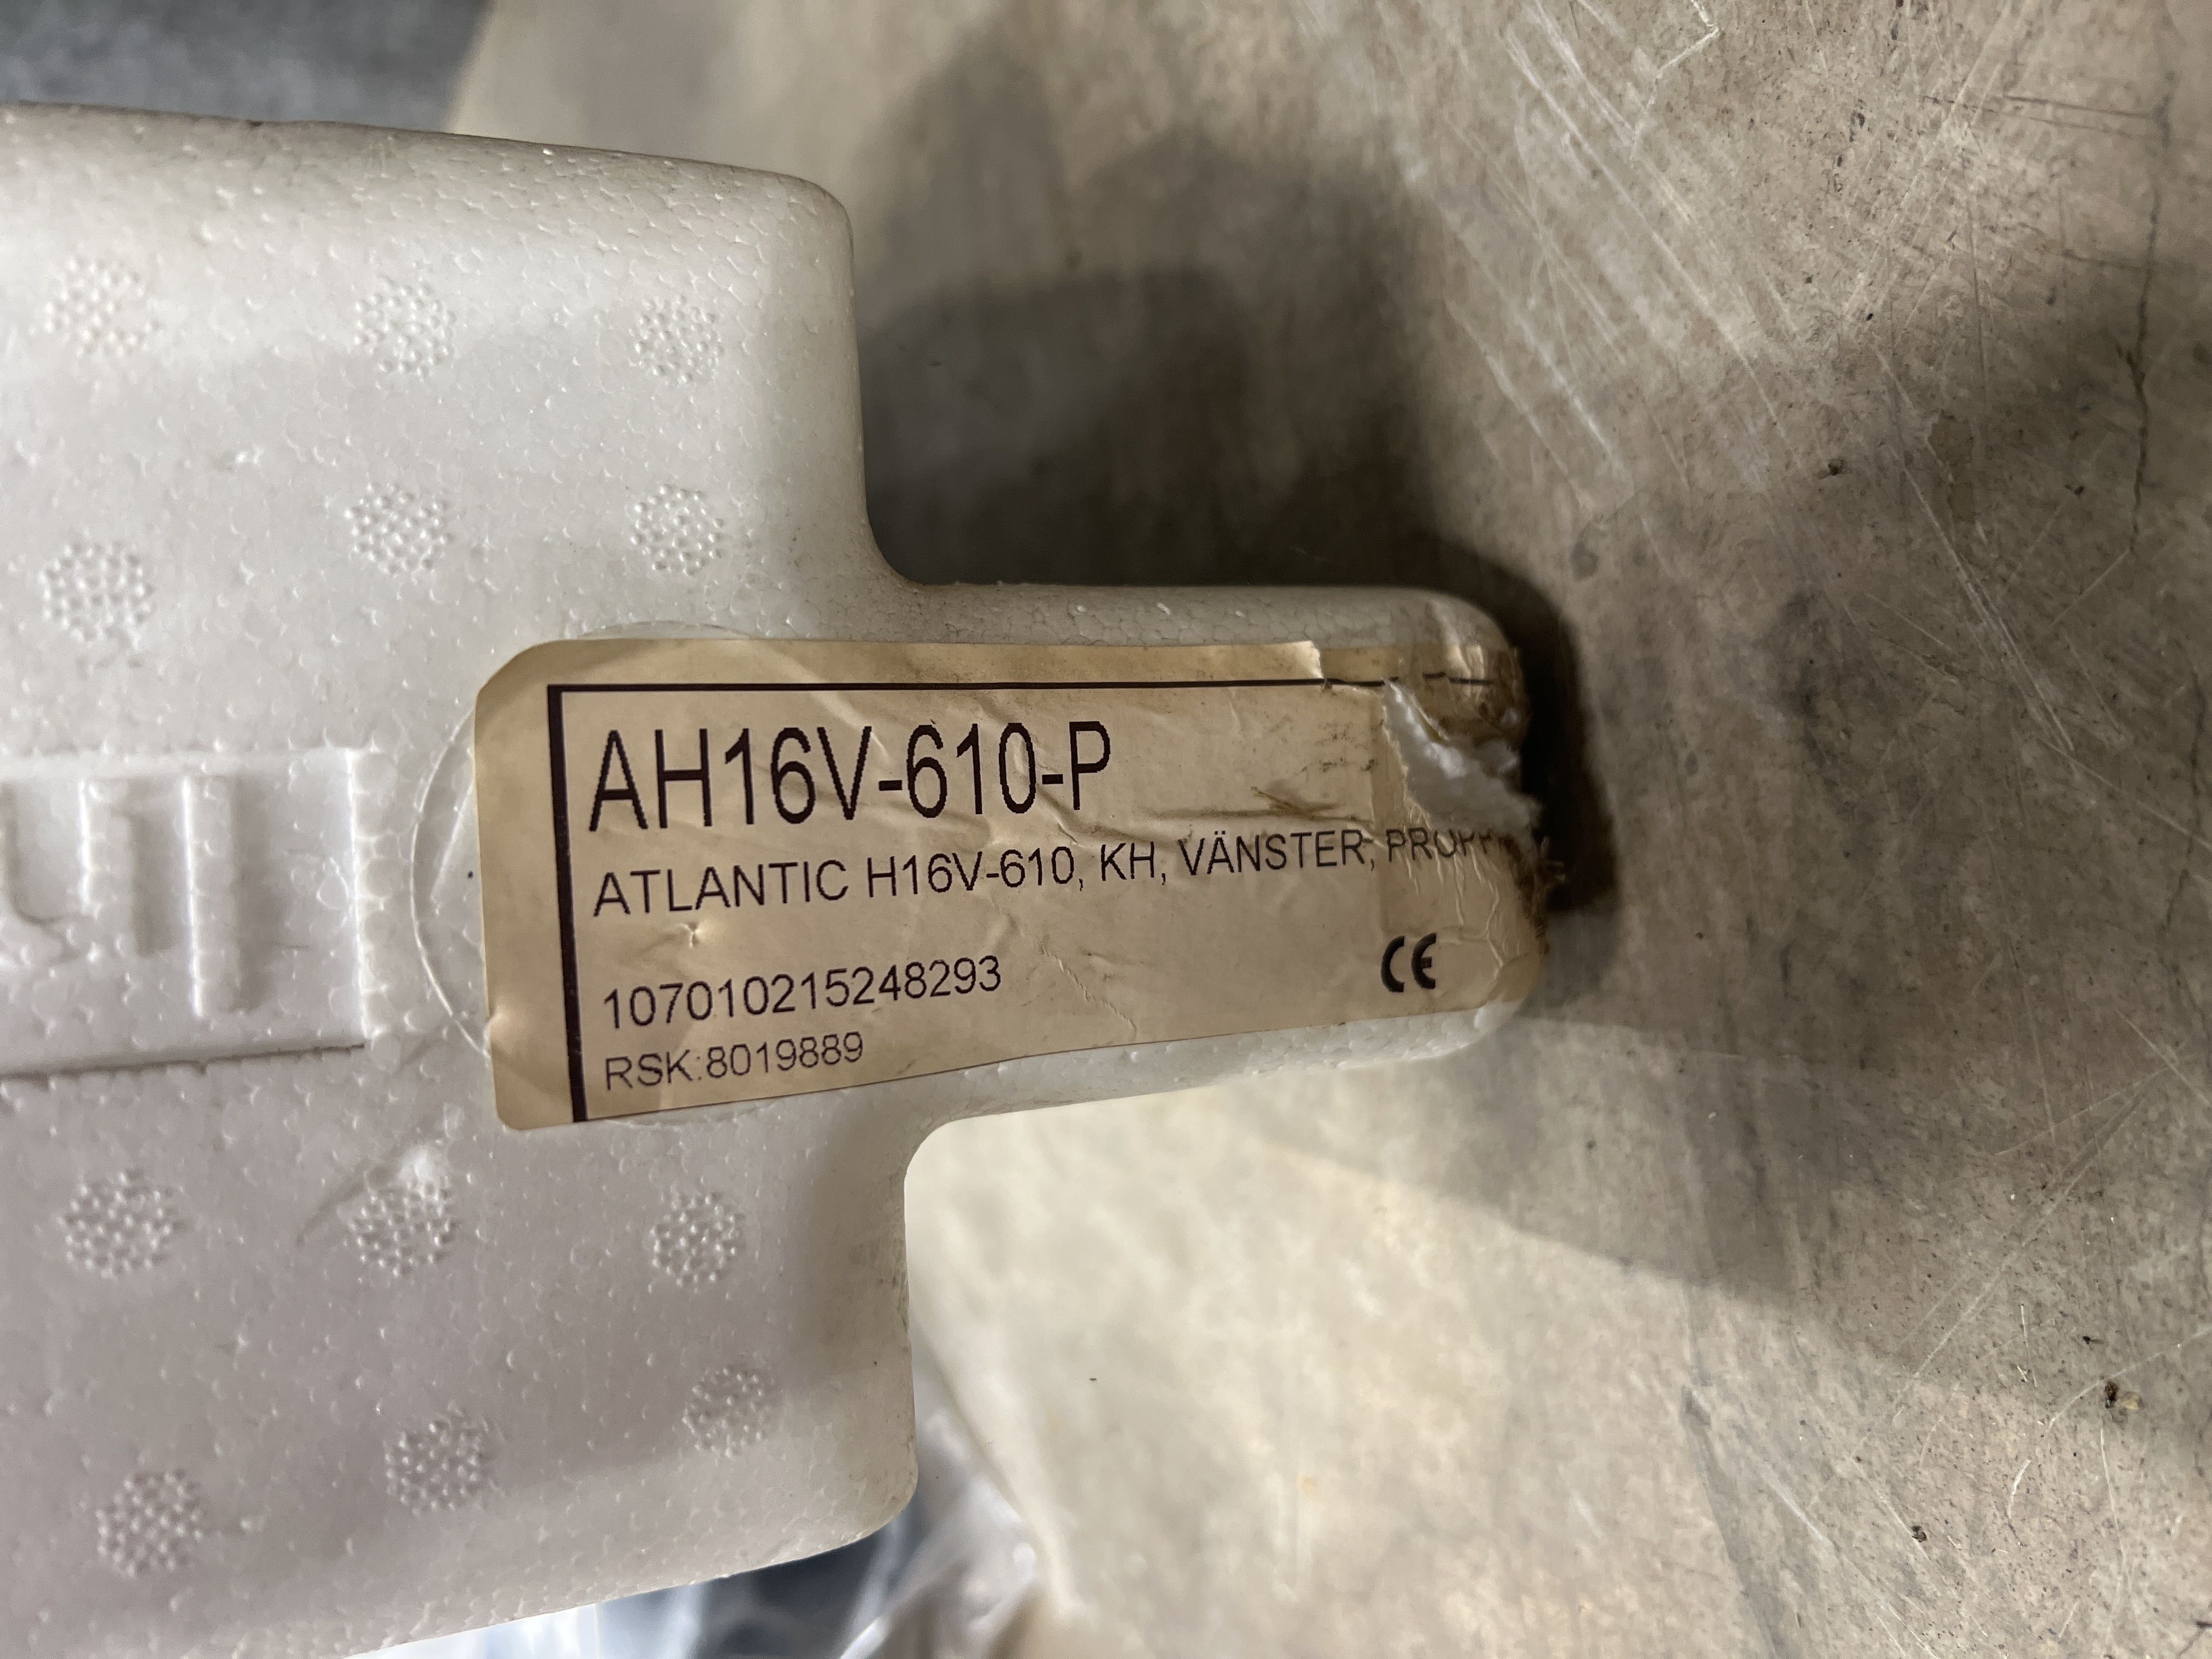 AH16V-610-P
ATLANTIC H16V-610, KH, VÄNSTER,
107010215248293
CE
RSK:8019889